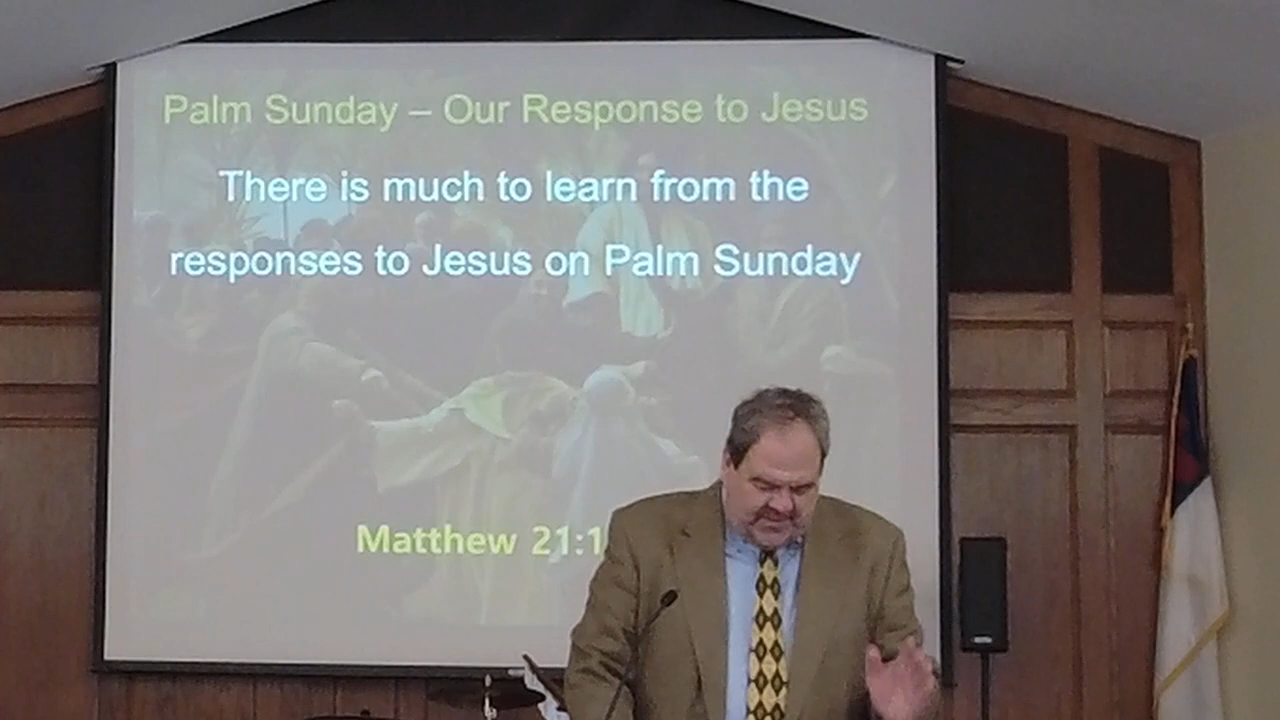 Palm Sunday – Our Response to Jesus
There is much to learn from the
responses to Jesus on Palm Sunday
Matthew 21:1